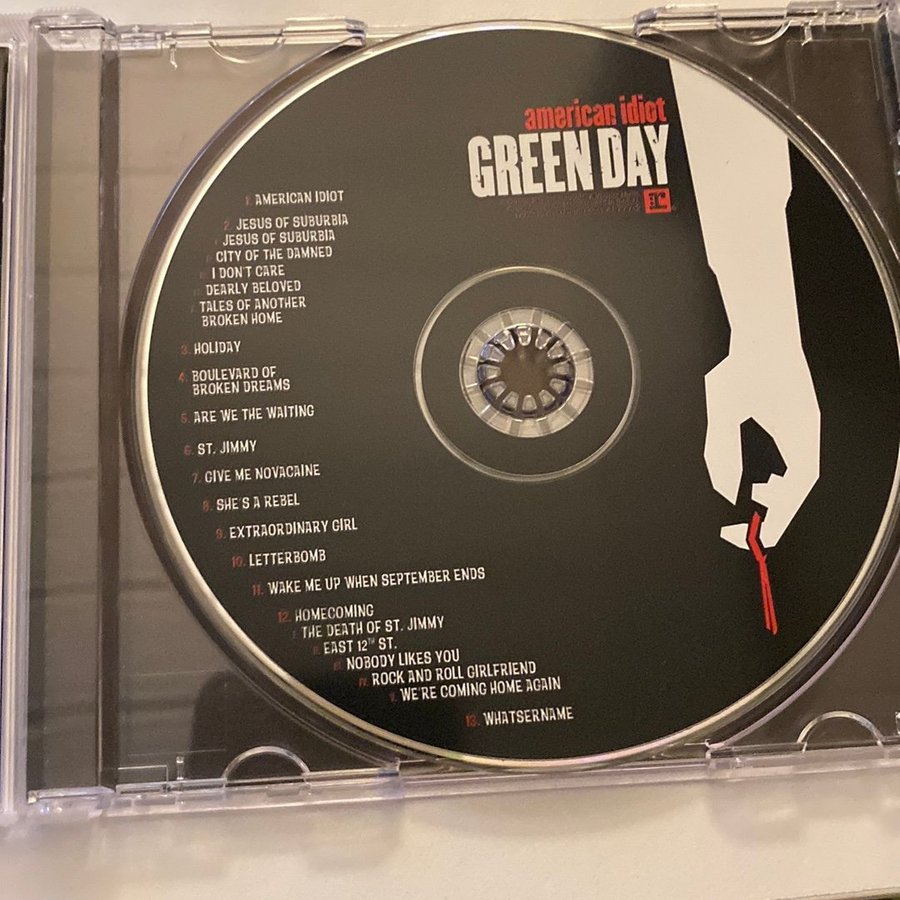 american idiot
GREEN DAY
r
1. AMERICAN IDIOT
2. JESUS OF SUBURBIA
I. JESUS OF SUBURBIA
CITY OF THE DAMNED
I DON'T CARE
DEARLY BELOVED
TALES OF ANOTHER
BROKEN HOME
3. HOLIDAY
4. BOULEVARD OF
BROKEN DREAMS
5. ARE WE THE WAITING
6. ST. JIMMY
7. GIVE ME NOVACAINE
8. SHE'S A REBEL
9. EXTRAORDINARY GIRL
10. LETTERBOMB
11. WAKE ME UP WHEN SEPTEMBER ENDS
12. HOMECOMING
I. THE DEATH OF ST. JIMMY
II. EAST 12TH ST.
III. NOBODY LIKES YOU
IV. ROCK AND ROLL GIRLFRIEND
V. WE'RE COMING HOME AGAIN
13. WHATSERNAME